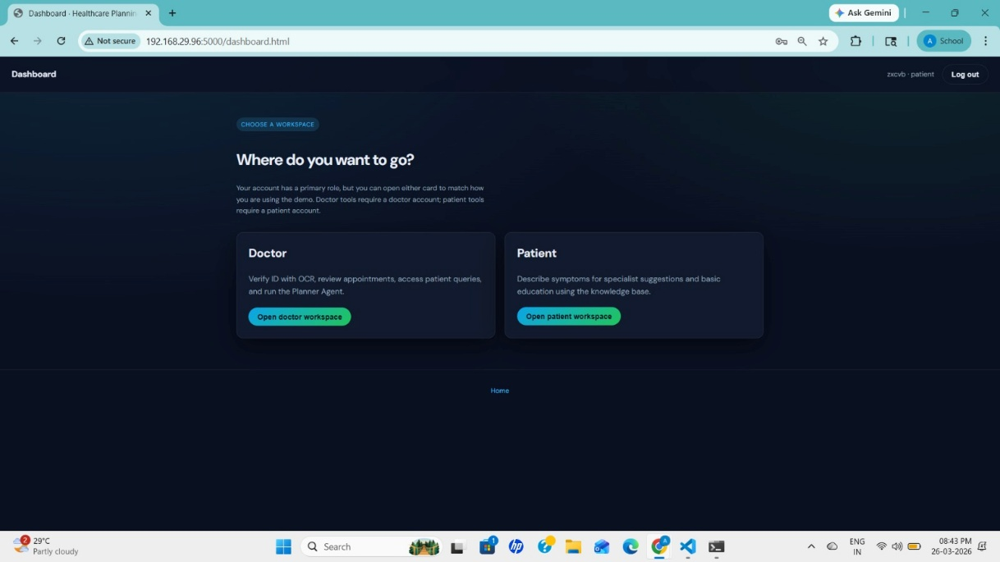 Dashboard · Healthcare Plannin
Ask Gemini
Not secure
192.168.29.96:5000/dashboard.html
A
School
Dashboard
zxcvb · patient
Log out
CHOOSE A WORKSPACE
Where do you want to go?
Your account has a primary role, but you can open either card to match how
you are using the demo. Doctor tools require a doctor account; patient tools
require a patient account.
Doctor
Verify ID with OCR, review appointments, access patient queries,
and run the Planner Agent.
Open doctor workspace
Patient
Describe symptoms for specialist suggestions and basic
education using the knowledge base.
Open patient workspace
Home
2
29°C
Partly cloudy
Search
1
hp
A
ENG
IN
08:43 PM
26-03-2026